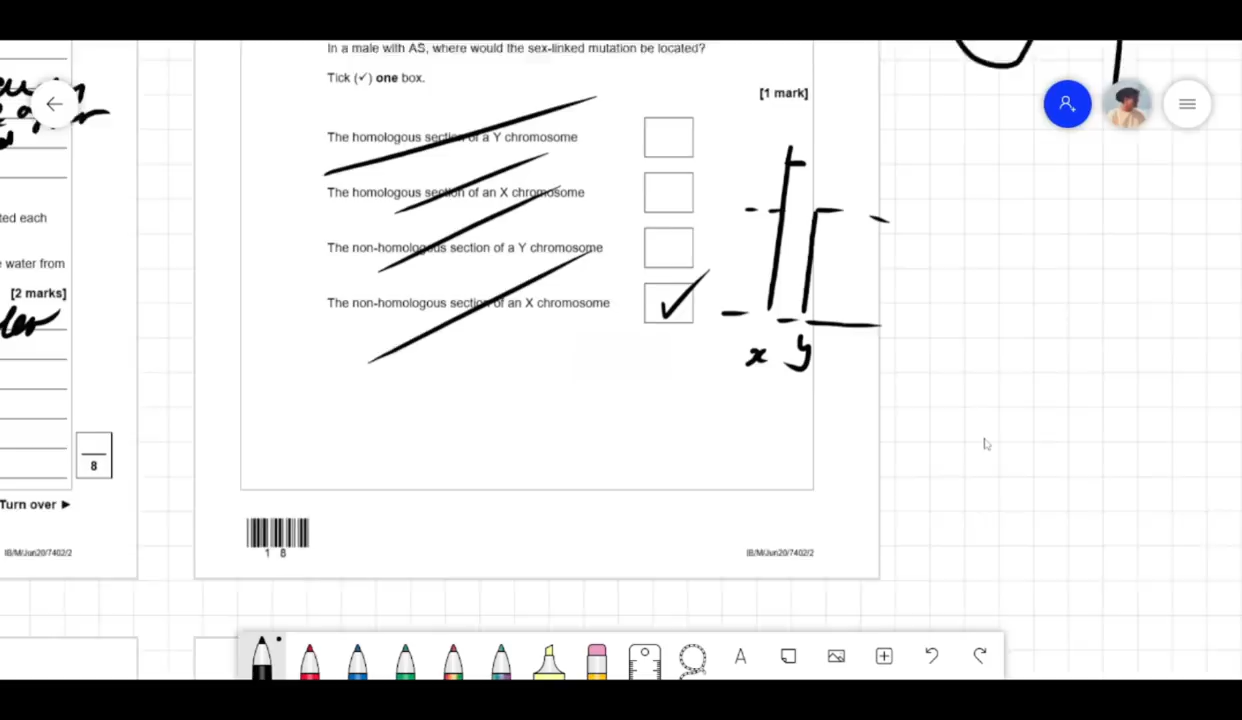 In a male with AS, where would the sex-linked mutation be located?
Tick (✓) one box.
[1 mark]
The homologous section of a Y chromosome
The homologous section of an X chromosome
The non-homologous section of a Y chromosome
The non-homologous section of an X chromosome
x y
ted each
water from
[2 marks]
8
Turn over ►
IB/M/Jun20/7402/2
1 8
IB/M/Jun20/7402/2
A